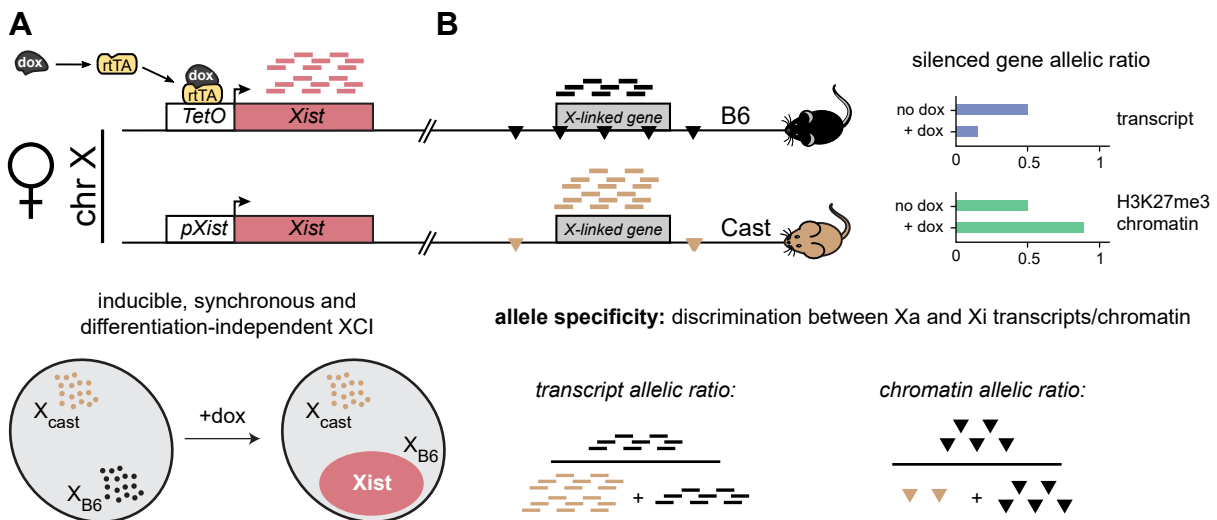 A
dox
rtTA
dox
rtTA
TetO
Xist
pXist
Xist
chr X
inducible, synchronous and
differentiation-independent XCI
Xcast
XB6
+dox
Xcast
XB6
Xist
B
X-linked gene
B6
X-linked gene
Cast
silenced gene allelic ratio
no dox
+ dox
0
0.5
1
transcript
no dox
+ dox
0
0.5
1
H3K27me3
chromatin
allele specificity: discrimination between Xa and Xi transcripts/chromatin
transcript allelic ratio:
+
chromatin allelic ratio:
+